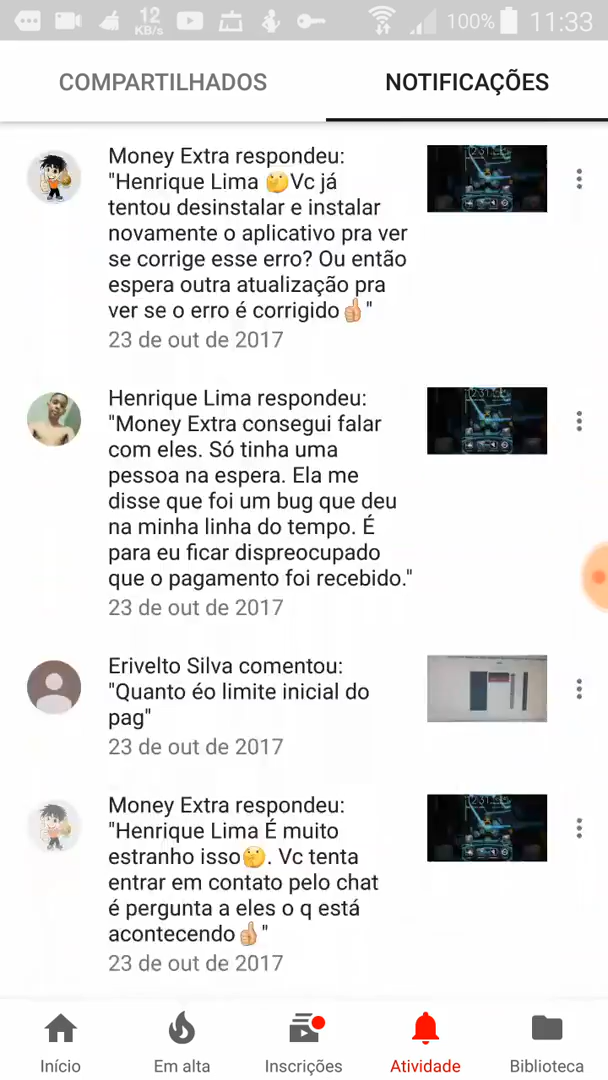 12
KB/s
100%
11:33
COMPARTILHADOS
NOTIFICAÇÕES
Money Extra respondeu:
"Henrique Lima 🤔Vc já
tentou desinstalar e instalar
novamente o aplicativo pra ver
se corrige esse erro? Ou então
espera outra atualização pra
ver se o erro é corrigido👍"
23 de out de 2017
Henrique Lima respondeu:
"Money Extra consegui falar
com eles. Só tinha uma
pessoa na espera. Ela me
disse que foi um bug que deu
na minha linha do tempo. É
para eu ficar dispreocupado
que o pagamento foi recebido."
23 de out de 2017
Erivelto Silva comentou:
"Quanto éo limite inicial do
pag"
23 de out de 2017
Money Extra respondeu:
"Henrique Lima É muito
estranho isso🤔. Vc tenta
entrar em contato pelo chat
é pergunta a eles o q está
acontecendo👍"
23 de out de 2017
Início
Em alta
Inscrições
Atividade
Biblioteca